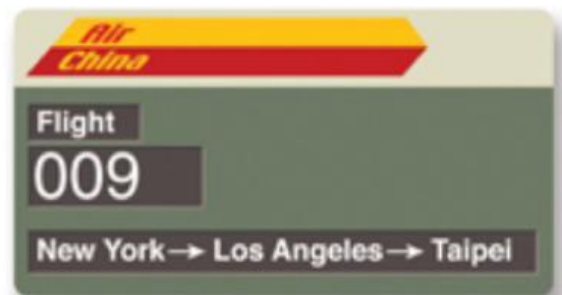 Air
China
Flight
009
New York→ Los Angeles→ Taipei